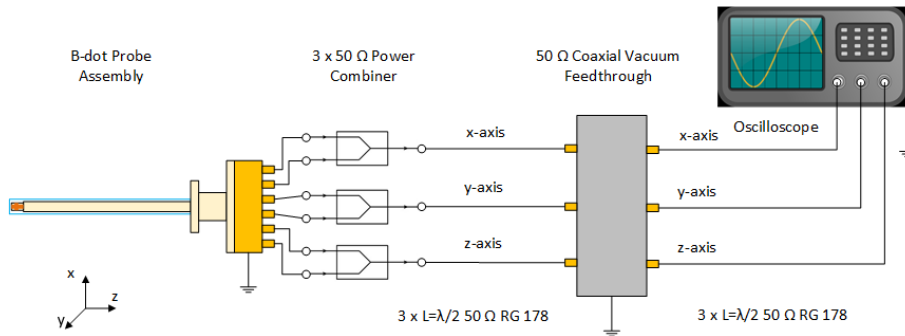 B-dot Probe
Assembly
3 x 50 Ω Power
Combiner
50 Ω Coaxial Vacuum
Feedthrough
Oscilloscope
x-axis
x-axis
y-axis
y-axis
z-axis
z-axis
x
z
y
3 x L=λ/2 50 Ω RG 178
3 x L=λ/2 50 Ω RG 178